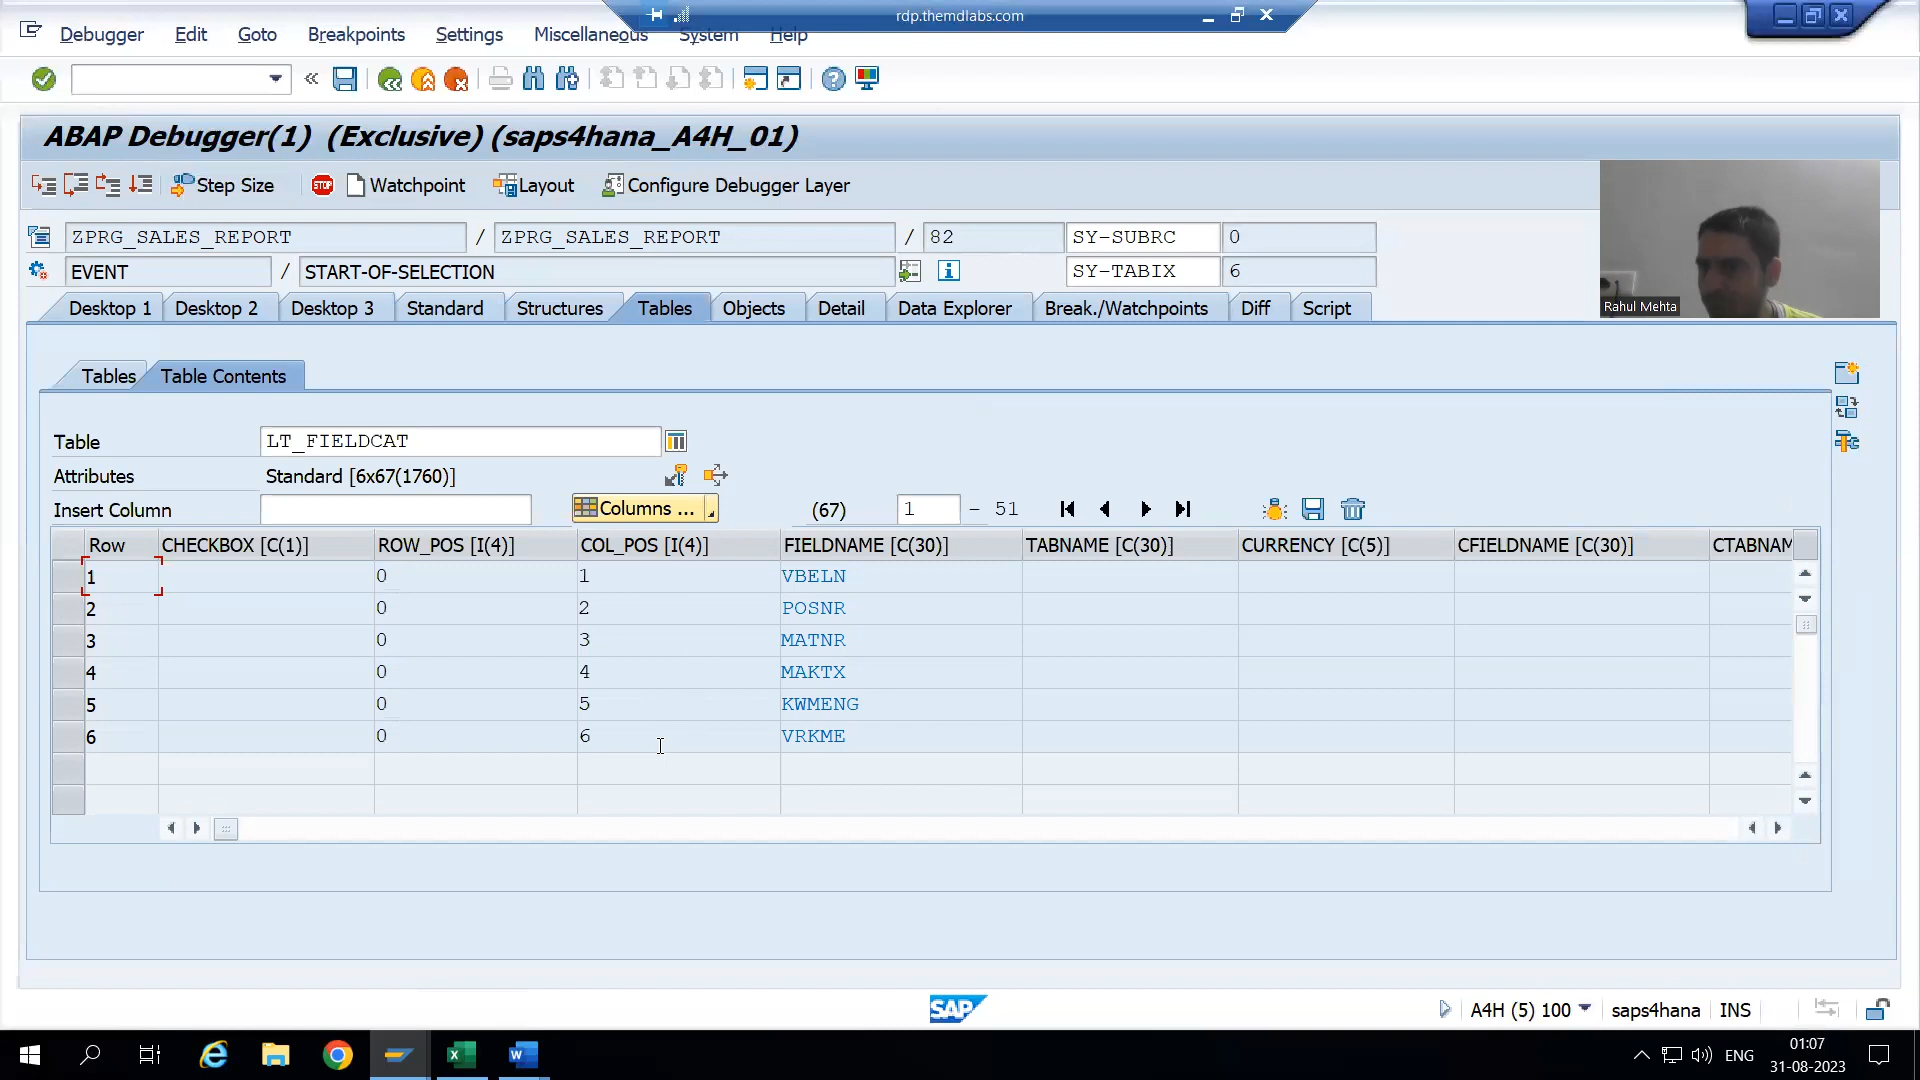 rdp.themdlabs.com
Debugger Edit Goto Breakpoints Settings Miscellaneous System Help
ABAP Debugger(1) (Exclusive) (saps4hana_A4H_01)
Step Size STOP Watchpoint Layout Configure Debugger Layer
ZPRG_SALES_REPORT / ZPRG_SALES_REPORT / 82 SY-SUBRC 0
EVENT / START-OF-SELECTION SY-TABIX 6
Rahul Mehta
Desktop 1 Desktop 2 Desktop 3 Standard Structures Tables Objects Detail Data Explorer Break./Watchpoints Diff Script
Tables Table Contents
Table LT_FIELDCAT
Attributes Standard [6x67(1760)]
Insert Column Columns ... (67) 1 - 51
Row CHECKBOX [C(1)] ROW_POS [I(4)] COL_POS [I(4)] FIELDNAME [C(30)] TABNAME [C(30)] CURRENCY [C(5)] CFIELDNAME [C(30)] CTABNAM
1 0 1 VBELN
2 0 2 POSNR
3 0 3 MATNR
4 0 4 MAKTX
5 0 5 KWMENG
6 0 6 VRKME
SAP A4H (5) 100 saps4hana INS
ENG 01:07
31-08-2023